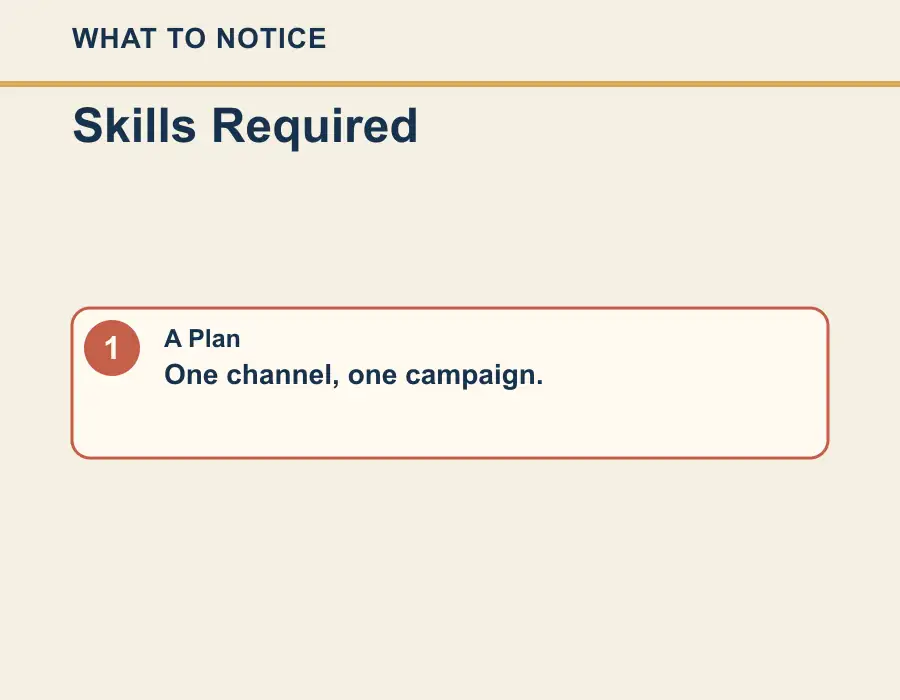 WHAT TO NOTICE
Skills Required
1
A Plan
One channel, one campaign.